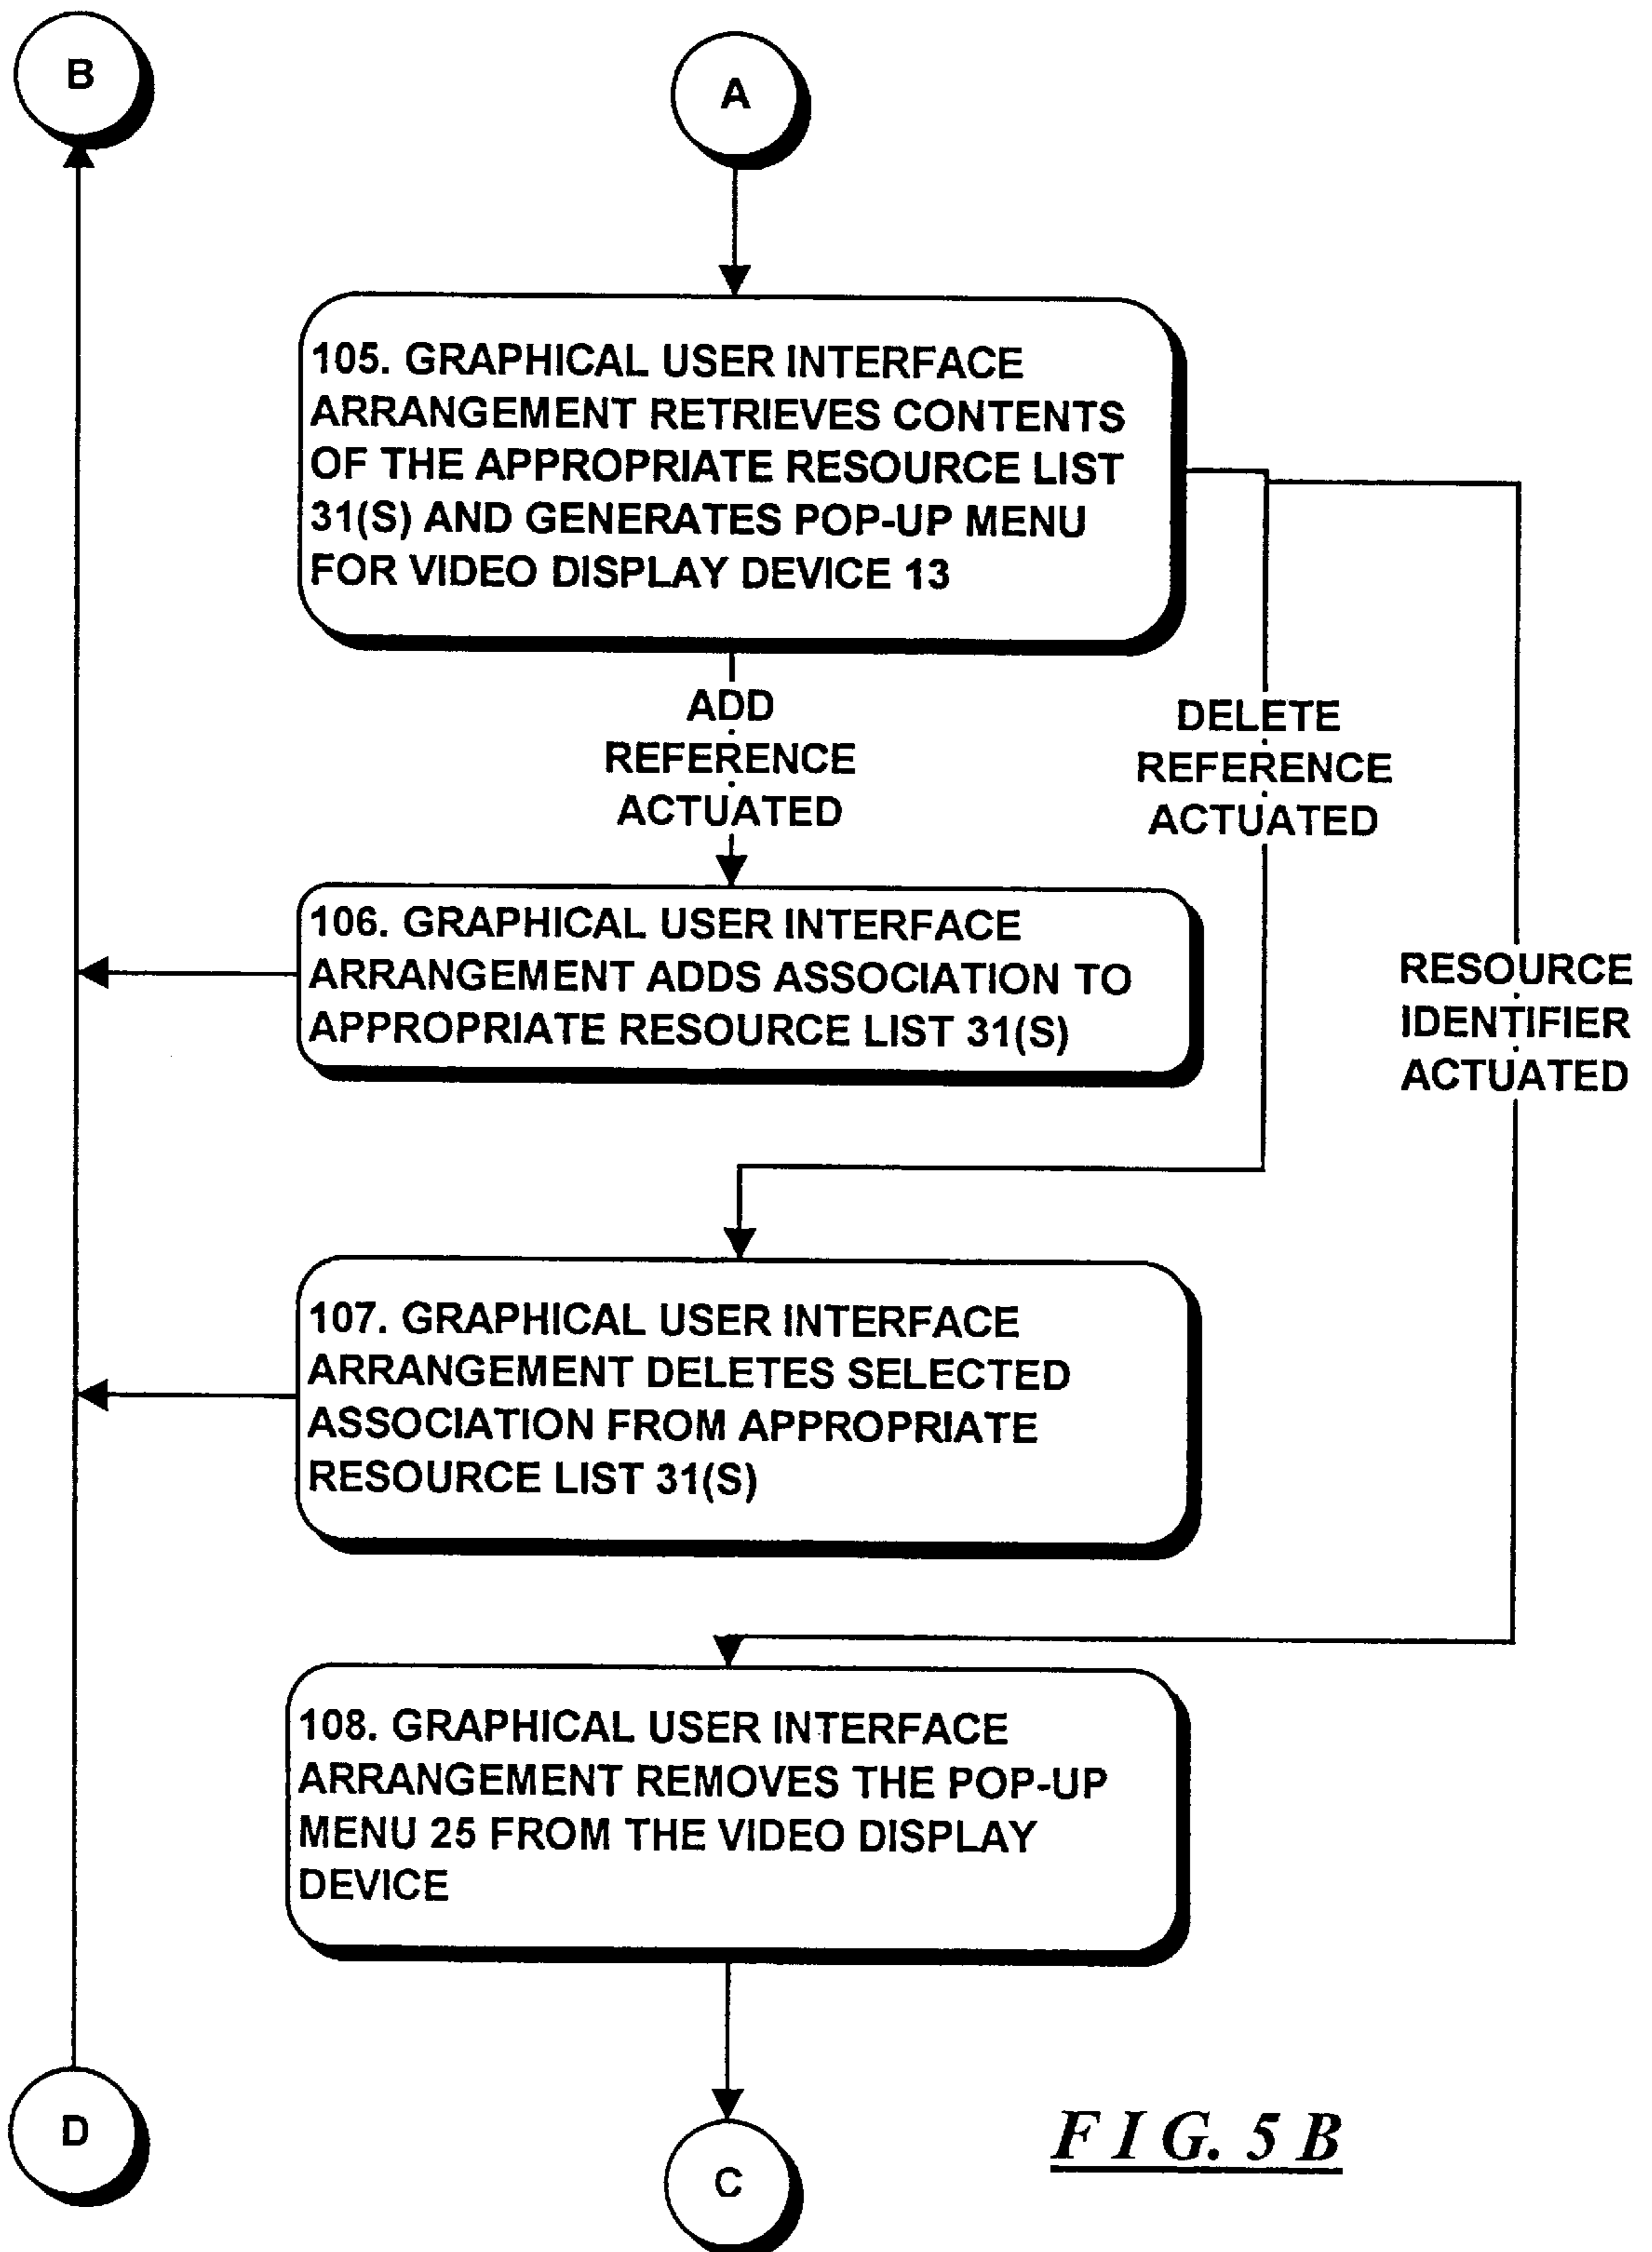 B
A
105. GRAPHICAL USER INTERFACE
ARRANGEMENT RETRIEVES CONTENTS
OF THE APPROPRIATE RESOURCE LIST
31(S) AND GENERATES POP-UP MENU
FOR VIDEO DISPLAY DEVICE 13
ADD
REFERENCE
ACTUATED
DELETE
REFERENCE
ACTUATED
RESOURCE
IDENTIFIER
ACTUATED
106. GRAPHICAL USER INTERFACE
ARRANGEMENT ADDS ASSOCIATION TO
APPROPRIATE RESOURCE LIST 31(S)
107. GRAPHICAL USER INTERFACE
ARRANGEMENT DELETES SELECTED
ASSOCIATION FROM APPROPRIATE
RESOURCE LIST 31(S)
108. GRAPHICAL USER INTERFACE
ARRANGEMENT REMOVES THE POP-UP
MENU 25 FROM THE VIDEO DISPLAY
DEVICE
D
C
FIG. 5B